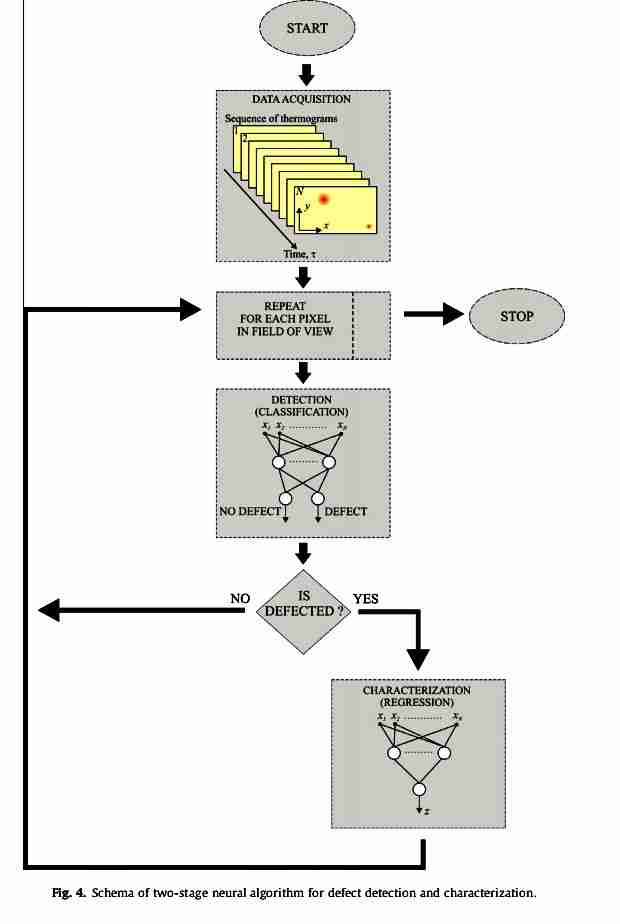 START
DATA ACQUISITION
Sequence of thermograms
1
2
N
y
x
Time, τ
REPEAT
FOR EACH PIXEL
IN FIELD OF VIEW
STOP
DETECTION
(CLASSIFICATION)
x₁ x₂ ............ xₙ
..........
NO DEFECT DEFECT
NO IS YES
DEFECTED ?
CHARACTERIZATION
(REGRESSION)
x₁ x₂ ............ xₙ
..........
z
Fig. 4. Schema of two-stage neural algorithm for defect detection and characterization.